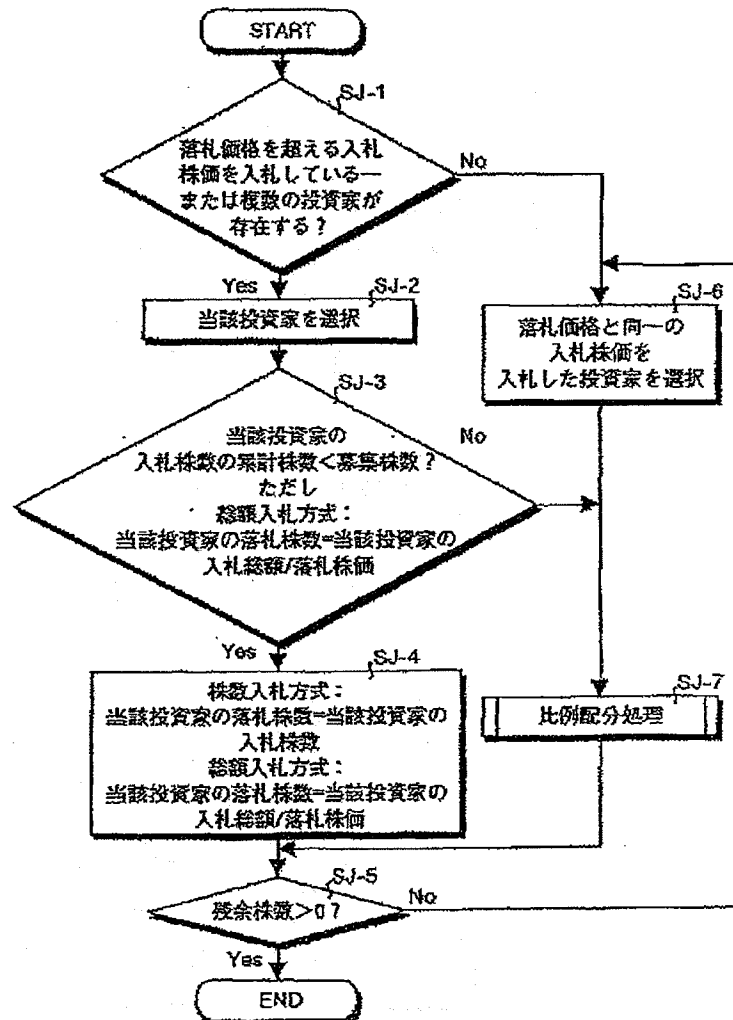 START
SJ-1
落札価格を超える入札
株価を入札している一
または複数の投資家が
存在する?
No
Yes
SJ-2
当該投資家を選択
SJ-6
落札価格と同一の
入札株価を
入札した投資家を選択
SJ-3
当該投資家の
入札株数の累計株数<募集株数?
ただし
総額入札方式:
当該投資家の落札株数=当該投資家の
入札総額/落札株価
No
Yes
SJ-4
株数入札方式:
当該投資家の落札株数=当該投資家の
入札株数
総額入札方式:
当該投資家の落札株数=当該投資家の
入札総額/落札株価
SJ-7
比例配分処理
SJ-5
残余株数>0?
No
Yes
END